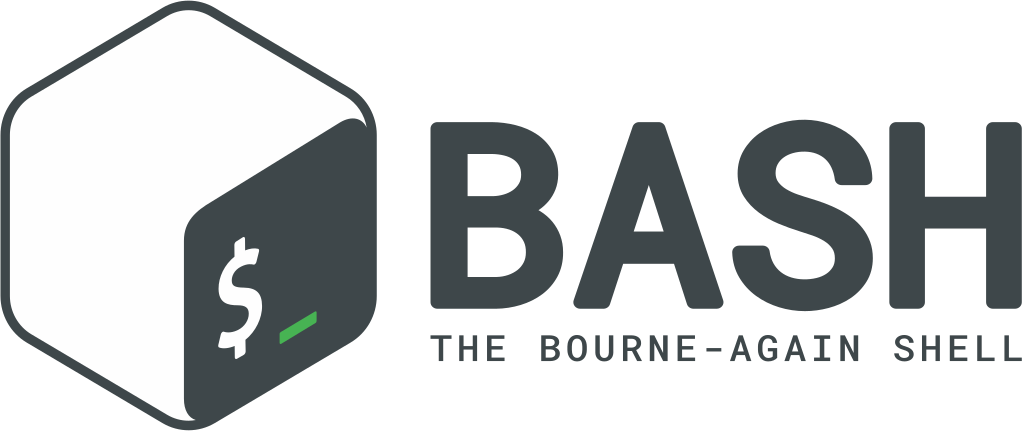 $_
BASH
THE BOURNE-AGAIN SHELL